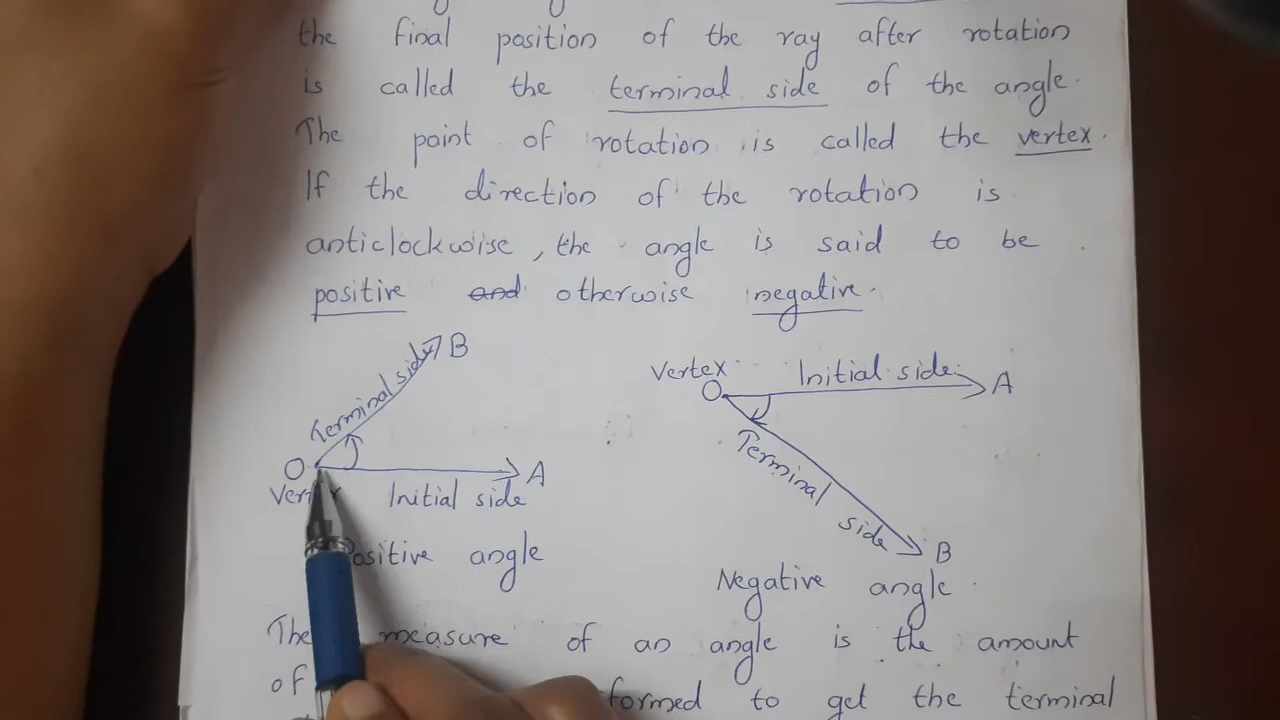 the final position of the ray after rotation
is called the terminal side of the angle.
The point of rotation is called the vertex.
If the direction of the rotation is
anticlockwise, the angle is said to be
positive and otherwise negative.
Terminal side B
O
A
Initial side
Positive angle
Vertex
O
Initial side
A
Terminal side
B
Negative angle.
The measure of an angle is the amount
of formed to get the terminal